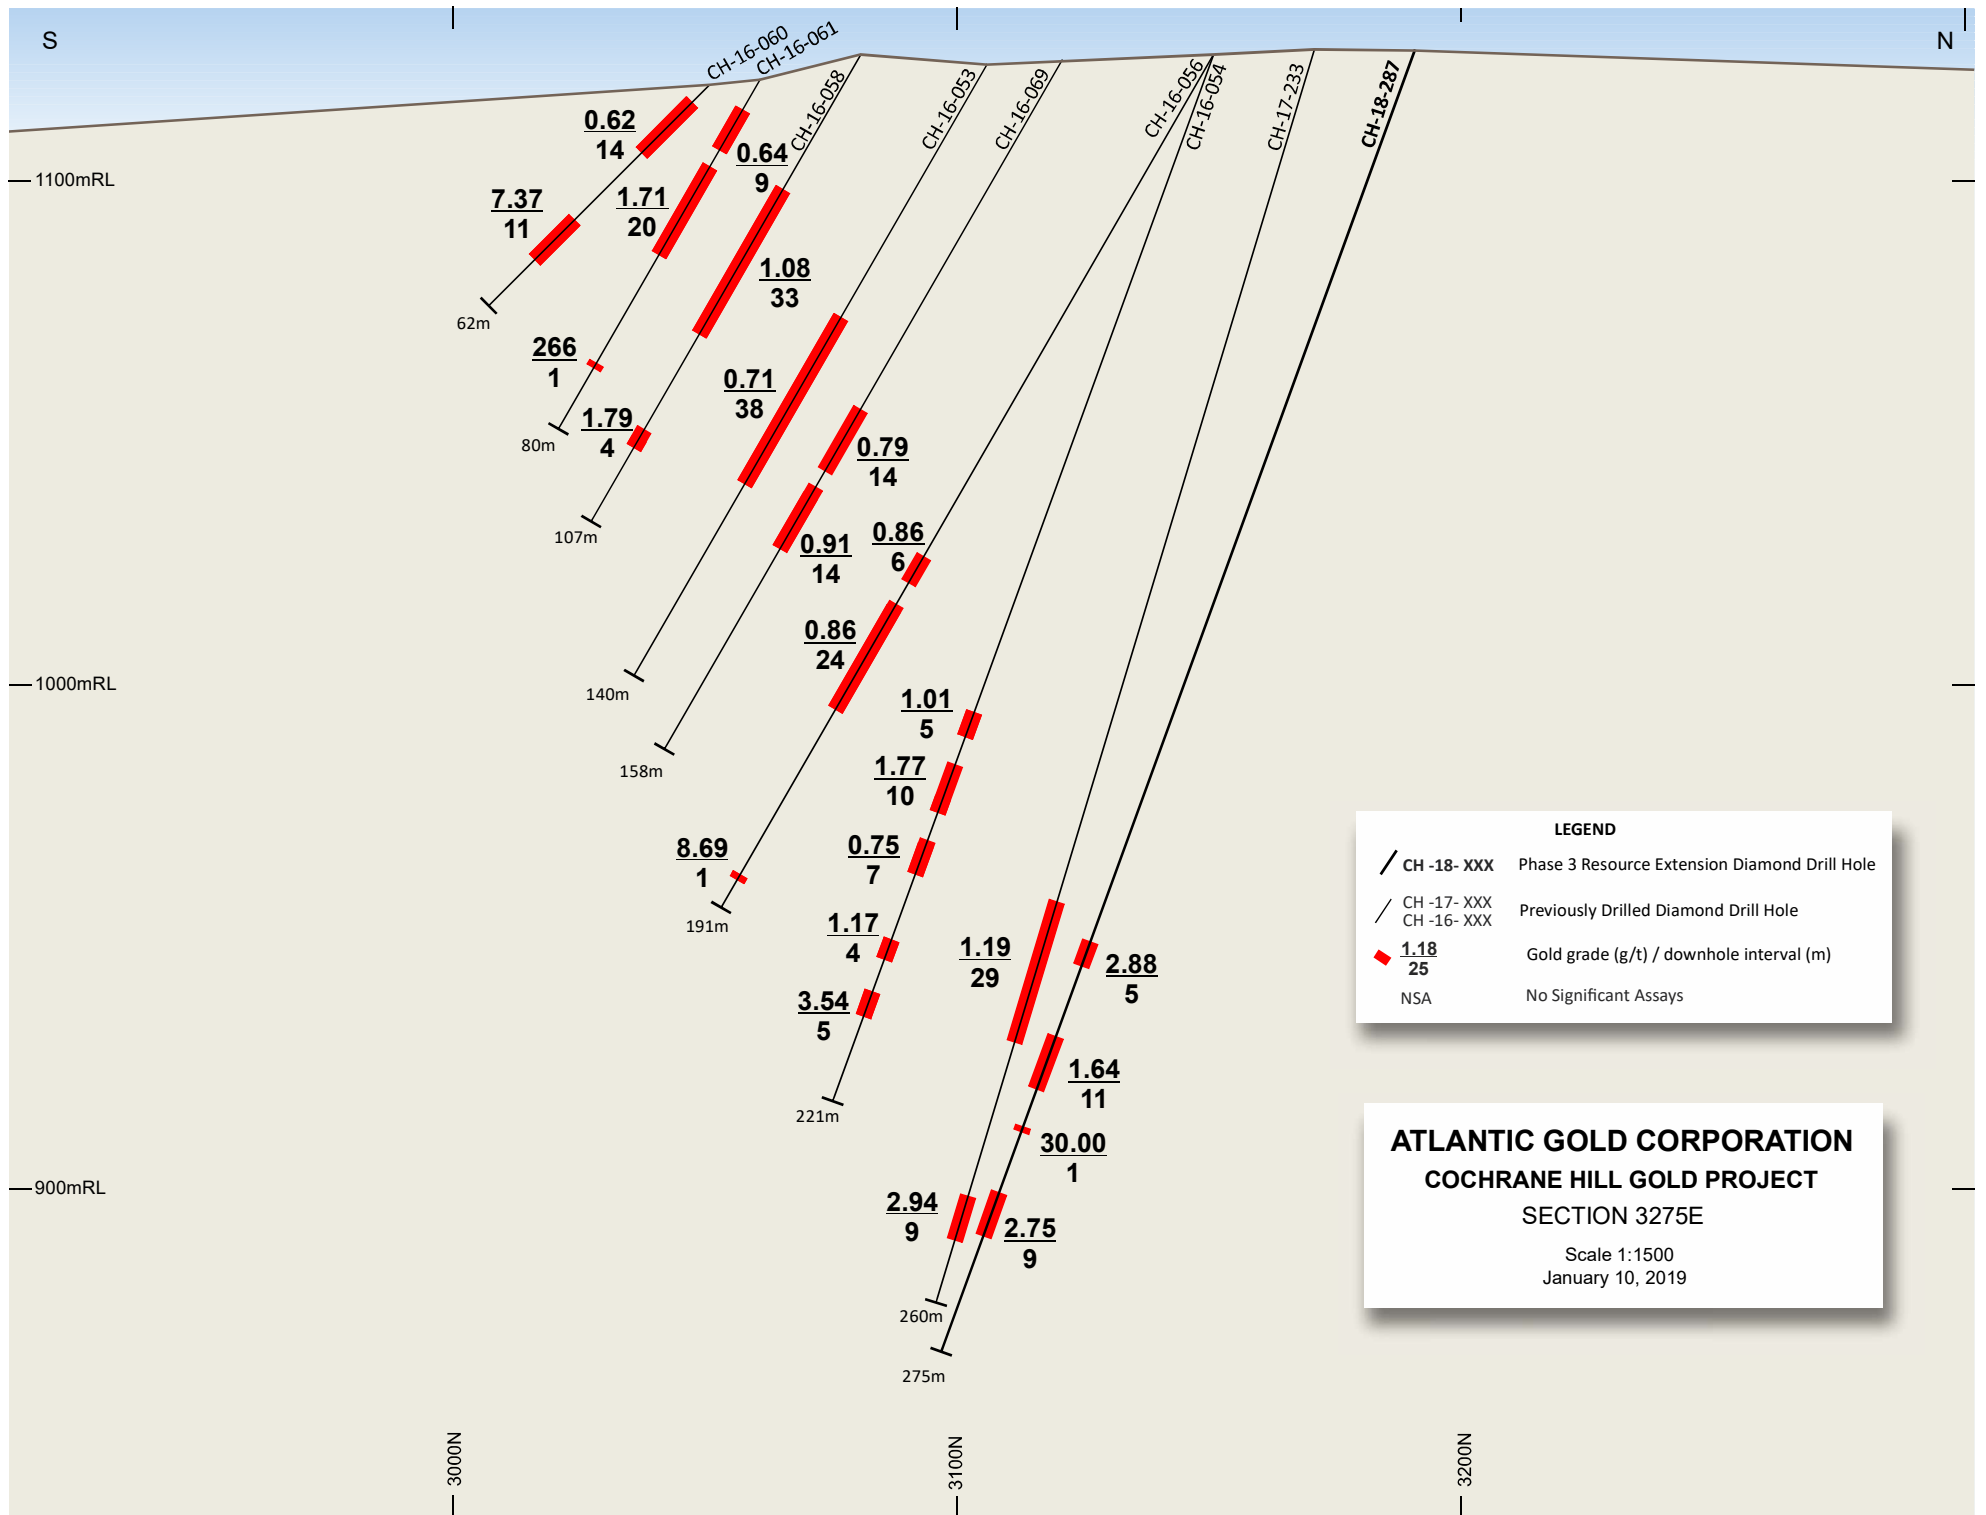 S
N
CH-16-060
CH-16-061
CH-16-058
CH-16-053
CH-16-069
CH-16-056
CH-16-054
CH-17-233
CH-18-287
1100mRL
1000mRL
900mRL
0.62
14
7.37
11
62m
0.64
9
1.71
20
266
1
80m
1.08
33
1.79
4
107m
0.71
38
140m
0.79
14
0.91
14
158m
0.86
6
0.86
24
8.69
1
191m
1.01
5
1.77
10
0.75
7
1.17
4
3.54
5
221m
1.19
29
2.94
9
260m
2.88
5
1.64
11
30.00
1
2.75
9
275m
LEGEND
CH -18- XXX Phase 3 Resource Extension Diamond Drill Hole
CH -17- XXX
CH -16- XXX
Previously Drilled Diamond Drill Hole
1.18
25
Gold grade (g/t) / downhole interval (m)
NSA No Significant Assays
ATLANTIC GOLD CORPORATION
COCHRANE HILL GOLD PROJECT
SECTION 3275E
Scale 1:1500
January 10, 2019
3000N
3100N
3200N